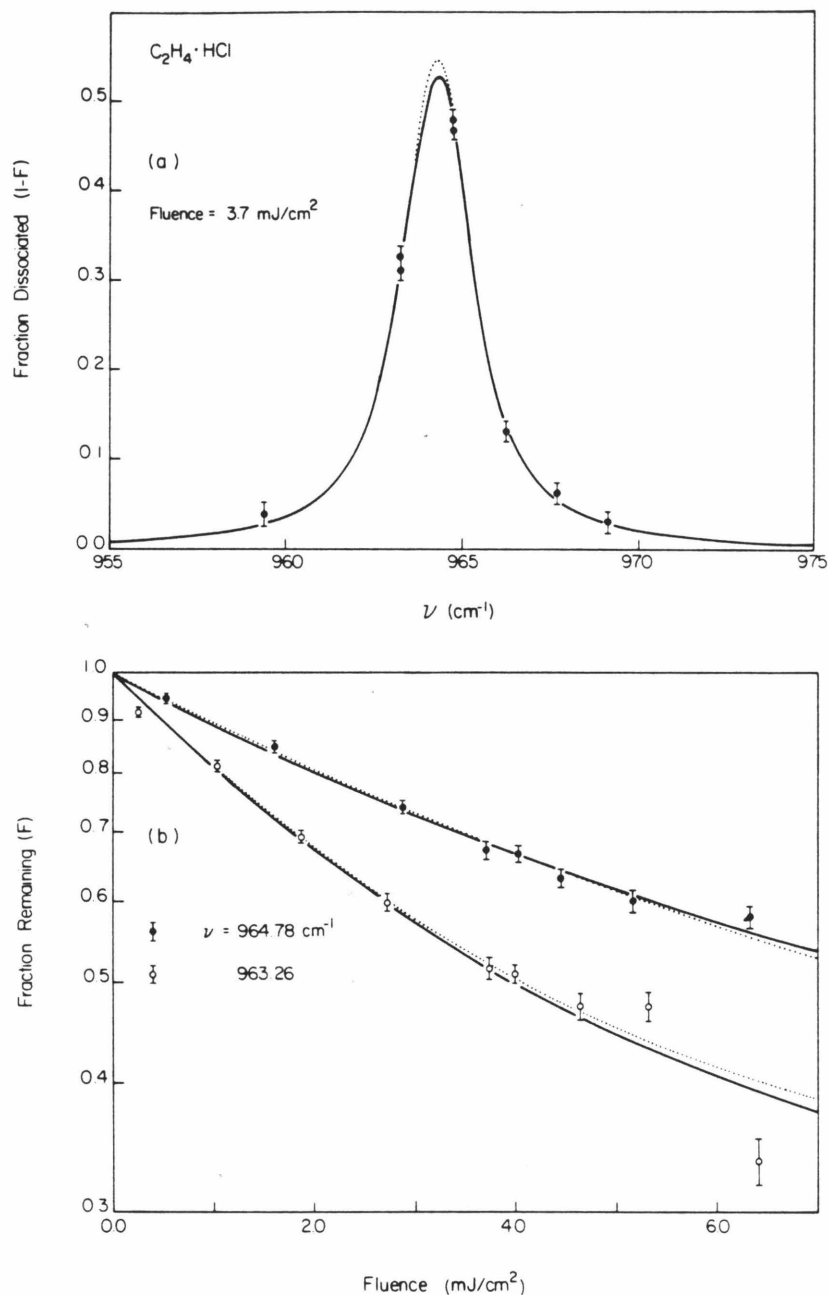 C₂H₄·HCl
(a)
Fluence = 3.7 mJ/cm²
Fraction Dissociated (1-F)
0.5
0.4
0.3
0.2
0.1
0.0
955
960
965
970
975
ν (cm⁻¹)
1.0
0.9
0.8
0.7
0.6
0.5
0.4
0.3
(b)
ν = 964.78 cm⁻¹
963.26
Fraction Remaining (F)
0.0
2.0
4.0
6.0
Fluence (mJ/cm²)